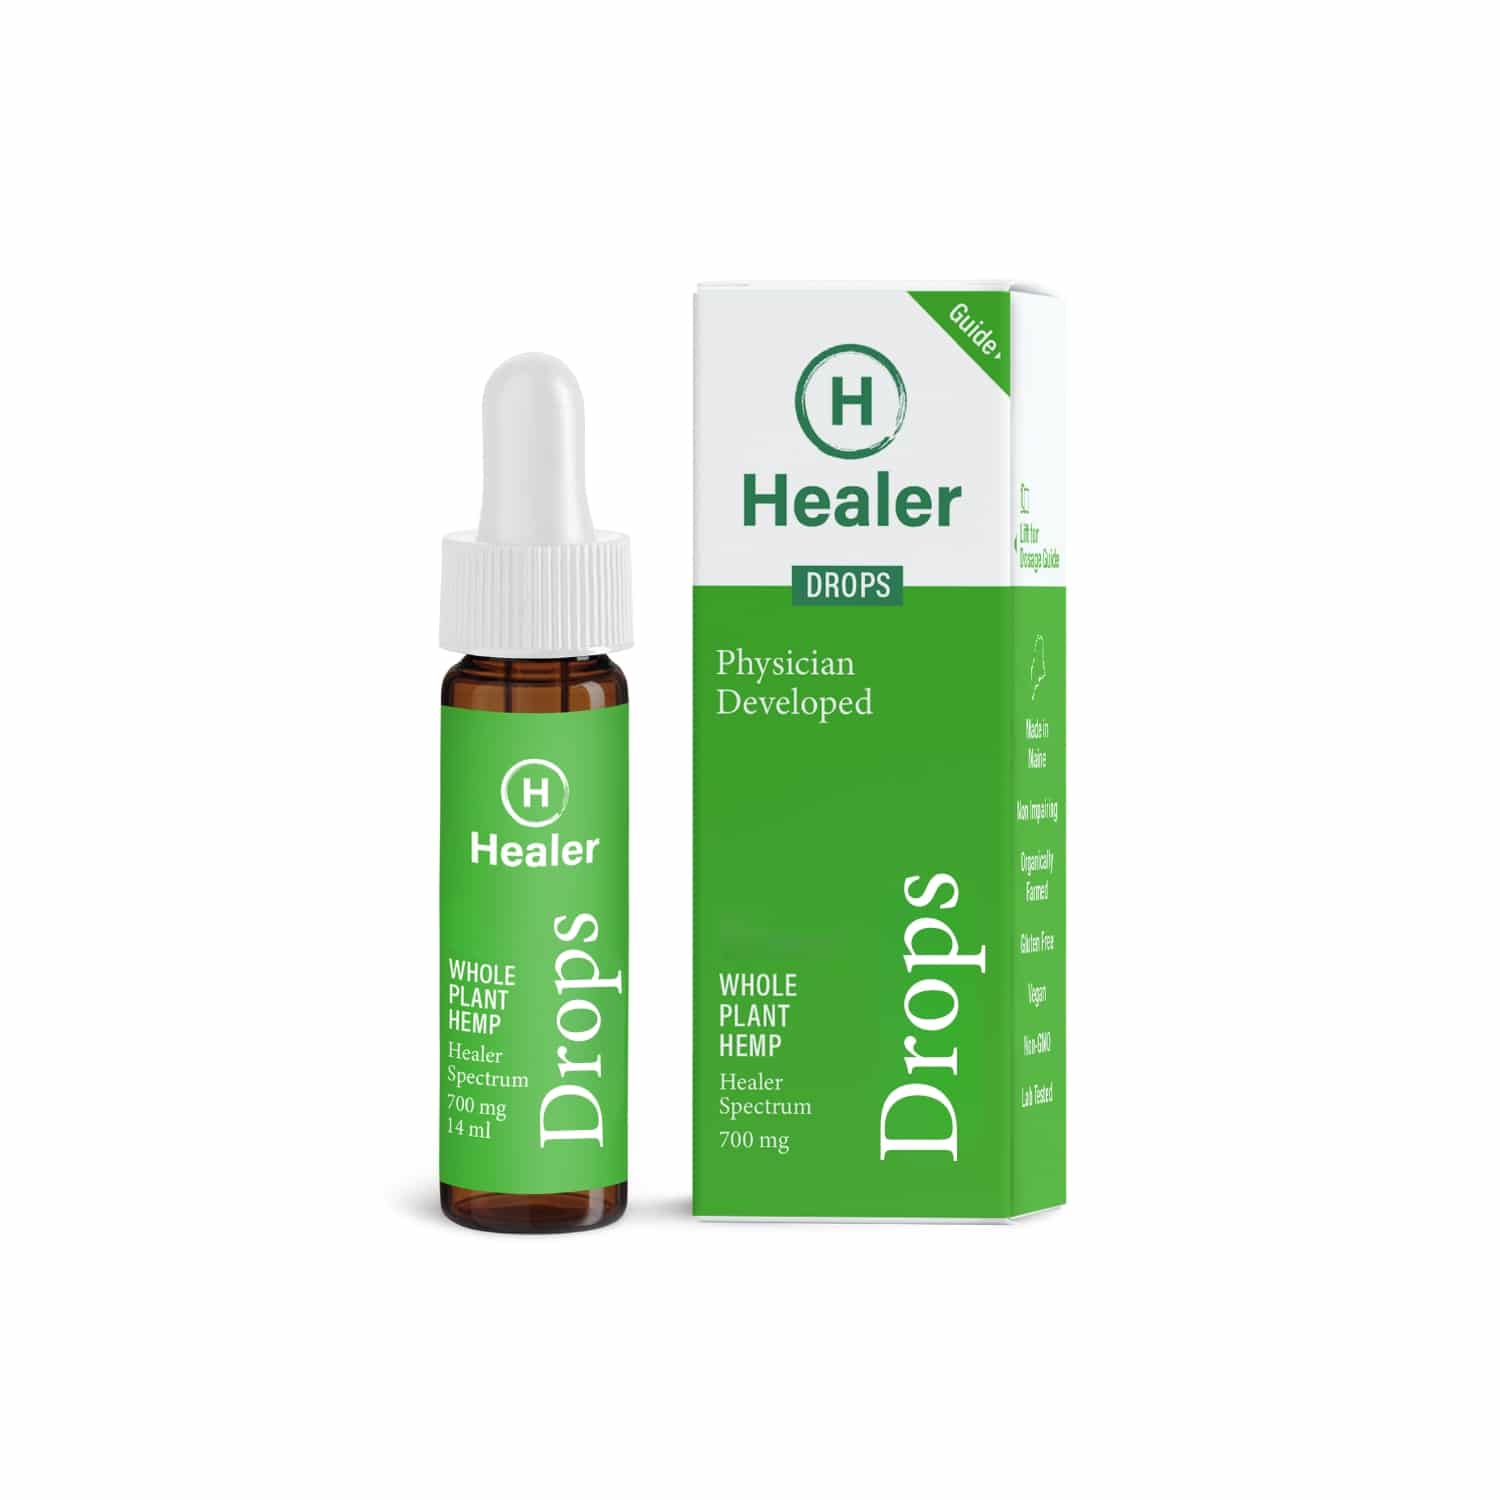 H
Healer
WHOLE
PLANT
HEMP
Healer
Spectrum
700 mg
14 ml
Drops
Guide
H
Healer
DROPS
Physician
Developed
WHOLE
PLANT
HEMP
Healer
Spectrum
700 mg
Drops
Lift for
Dosage Guide
Made in
Maine
Non Impairing
Organically
Farmed
Gluten Free
Vegan
Non-GMO
Lab Tested